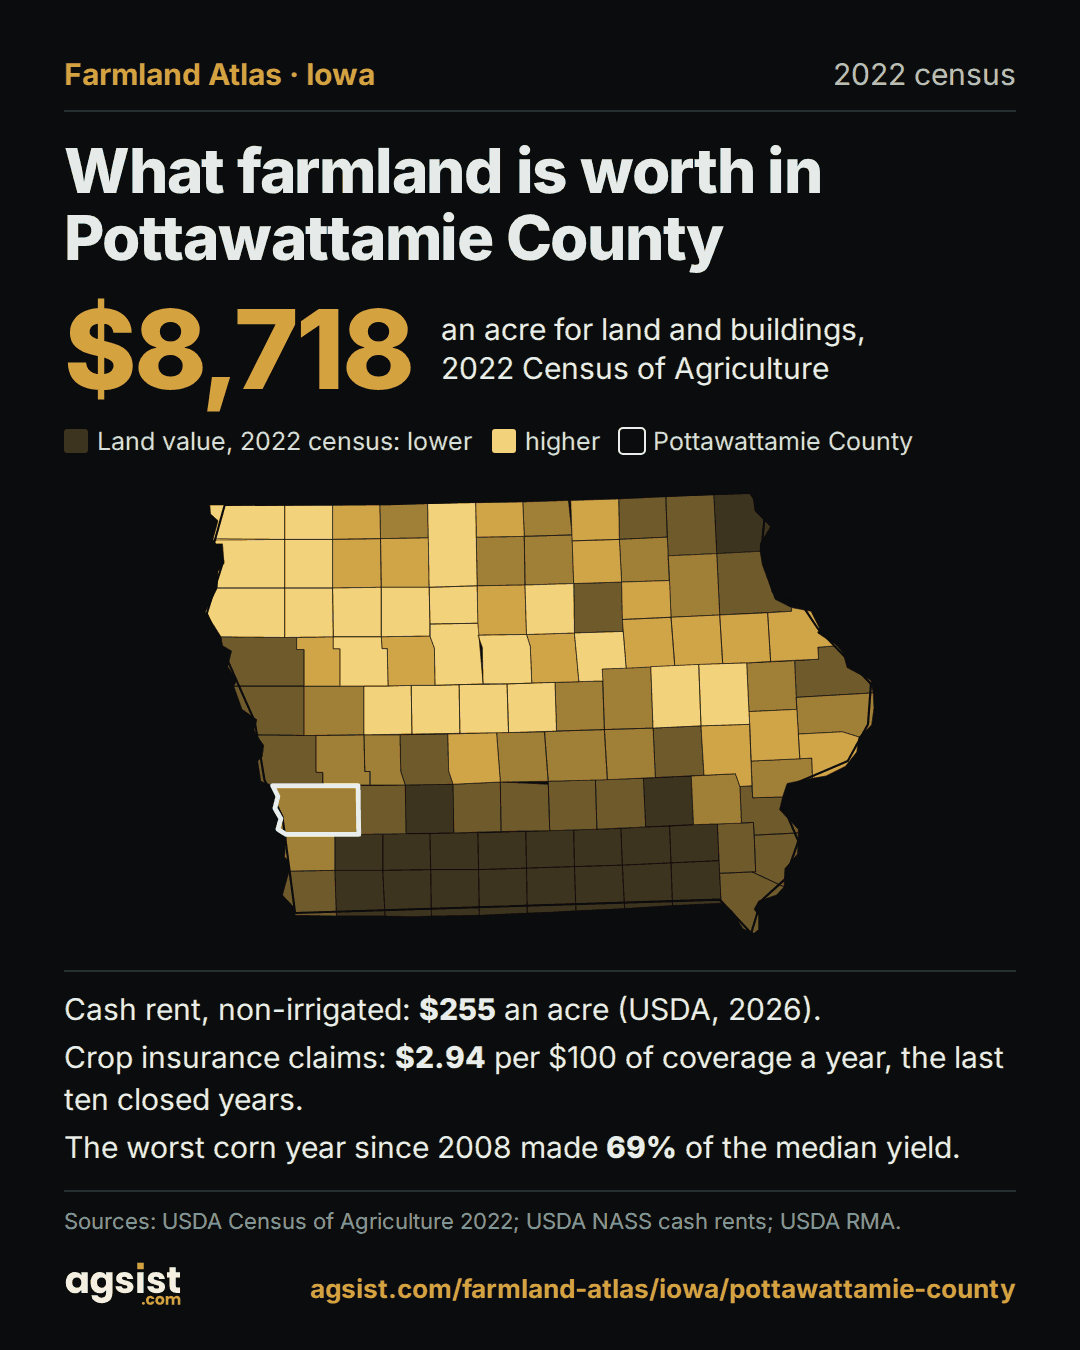 Farmland Atlas · Iowa
2022 census
What farmland is worth in
Pottawattamie County
$8,718
an acre for land and buildings,
2022 Census of Agriculture
Land value, 2022 census: lower
higher
Pottawattamie County
Cash rent, non-irrigated: $255 an acre (USDA, 2026).
Crop insurance claims: $2.94 per $100 of coverage a year, the last
ten closed years.
The worst corn year since 2008 made 69% of the median yield.
Sources: USDA Census of Agriculture 2022; USDA NASS cash rents; USDA RMA.
agsist
.com
agsist.com/farmland-atlas/iowa/pottawattamie-county